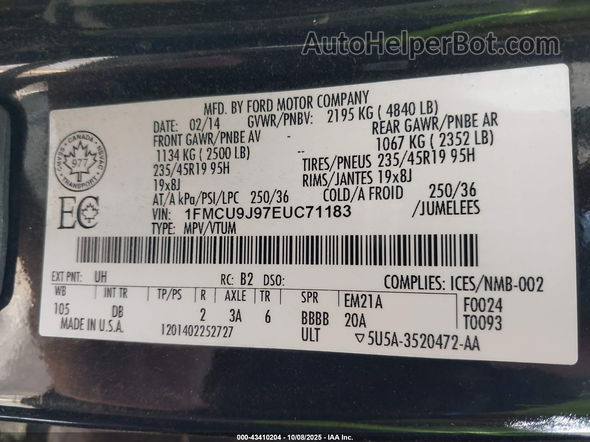 AutoHelperBot.com
MFD. BY FORD MOTOR COMPANY
02/14 GVWR/PNBV: 2195 KG ( 4840 LB)
FRONT GAWR/PNBE AV REAR GAWR/PNBE AR
1134 KG ( 2500 LB) 1067 KG ( 2352 LB)
235/45R19 95H TIRES/PNEUS 235/45R19 95H
19x8J RIMS/JANTES 19x8J
AT/A kPa/PSI/LPC 250/36 COLD/A FROID 250/36
VIN: 1FMCU9J97EUC71183 /JUMELEES
TYPE: MPV/VTUM
CANADA
977
TRANSPORT
EC
EXT PNT: UH RC: B2 DSO: COMPLIES: ICES/NMB-002
WB INT TR TP/PS R AXLE TR SPR EM21A F0024
105 DB 2 3A 6 BBBB 20A T0093
MADE IN U.S.A. 1201402252727 ULT ▽5U5A-3520472-AA
000-43410204 - 10/08/2025 - IAA Inc.